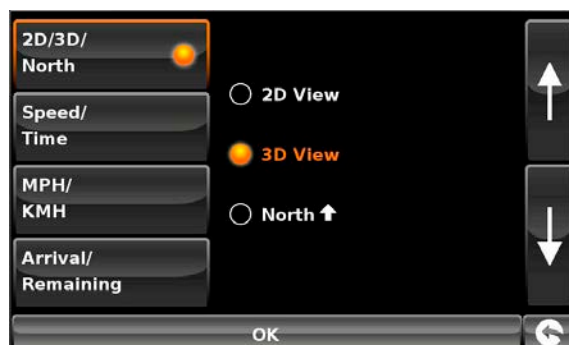 2D/3D/
North
Speed/
Time
MPH/
KMH
Arrival/
Remaining
2D View
3D View
North
OK